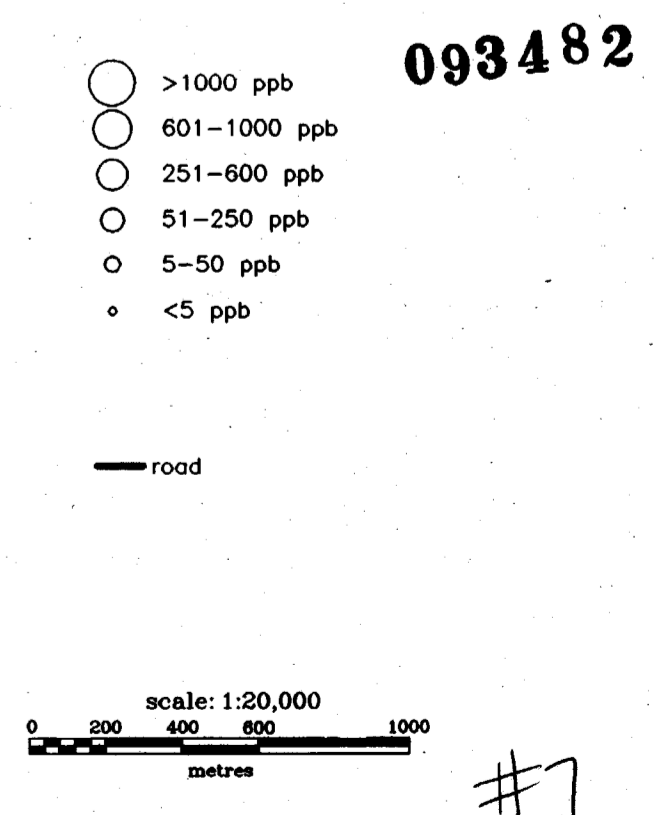 093482
>1000 ppb
601-1000 ppb
251-600 ppb
51-250 ppb
5-50 ppb
<5 ppb
road
scale: 1:20,000
0 200 400 600 1000
metres
#7